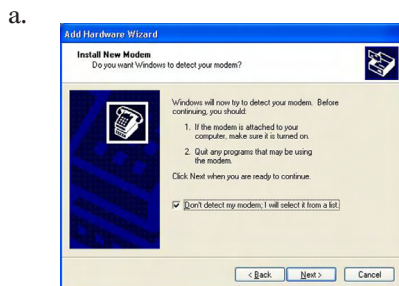 a.
Add Hardware Wizard
Install New Modem
Do you want Windows to detect your modem?
Windows will now try to detect your modem. Before
continuing, you should:
1. If the modem is attached to your
computer, make sure it is turned on.
2. Quit any programs that may be using
the modem.
Click Next when you are ready to continue.
Don't detect my modem; I will select it from a list.
< Back Next > Cancel